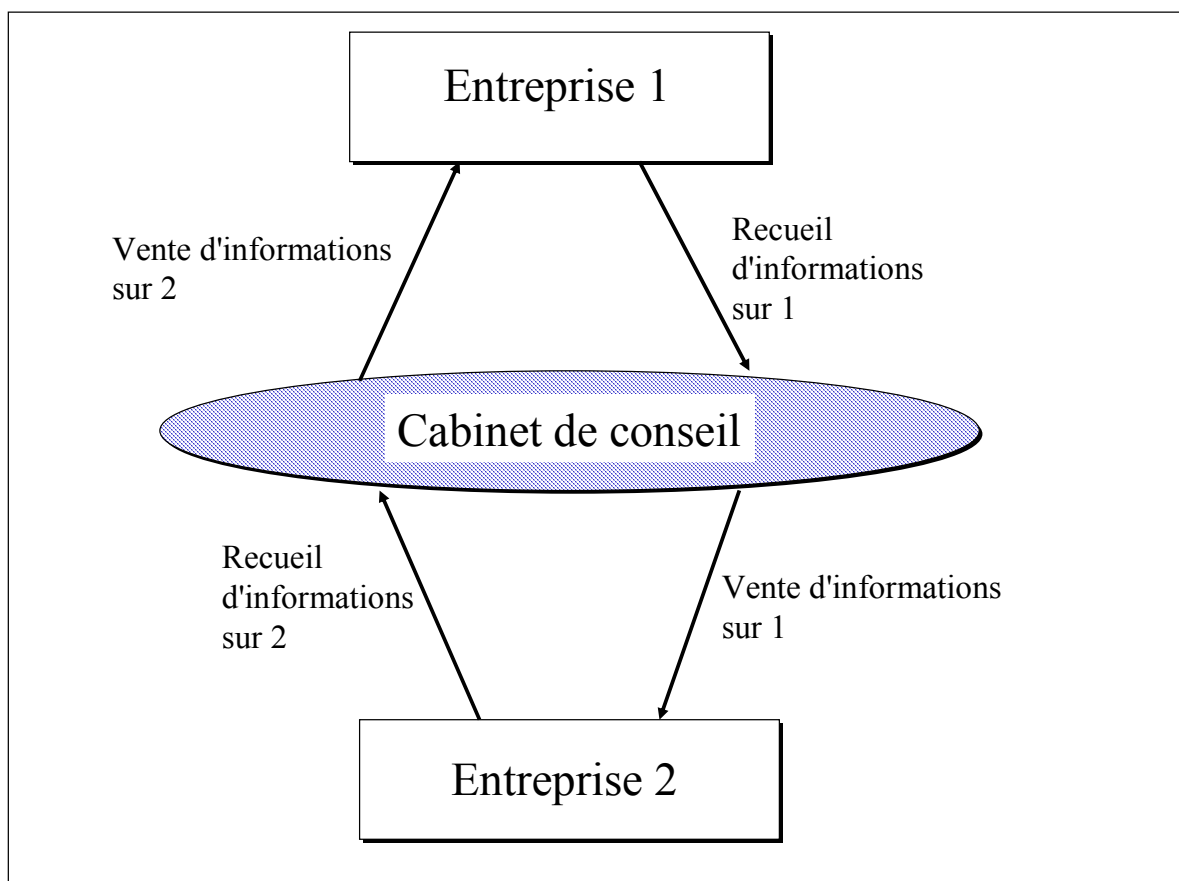 Entreprise 1
Vente d'informations
sur 2
Recueil
d'informations
sur 1
Cabinet de conseil
Recueil
d'informations
sur 2
Vente d'informations
sur 1
Entreprise 2